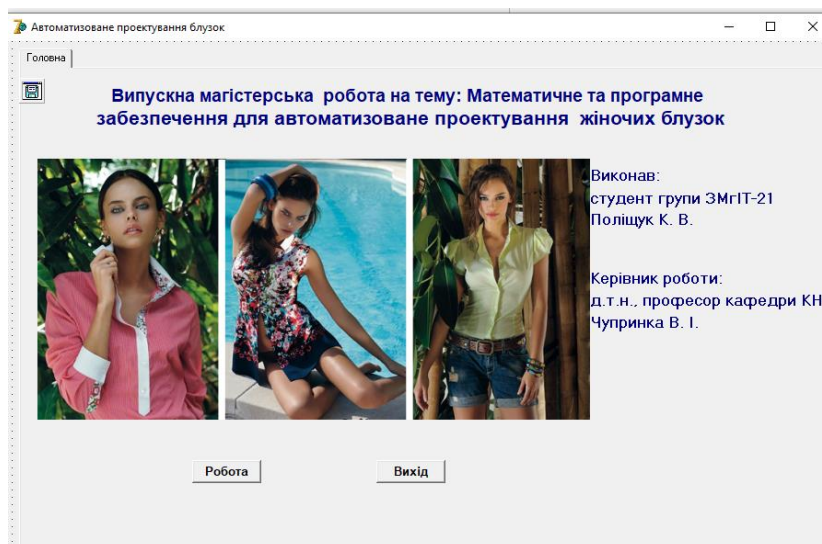 Автоматизоване проектування блузок
Головна
Випускна магістерська робота на тему: Математичне та програмне
забезпечення для автоматизоване проектування жіночих блузок
Виконав:
студент групи ЗМгІТ-21
Поліщук К. В.
Керівник роботи:
д.т.н., професор кафедри КН
Чупринка В. І.
Робота
Вихід